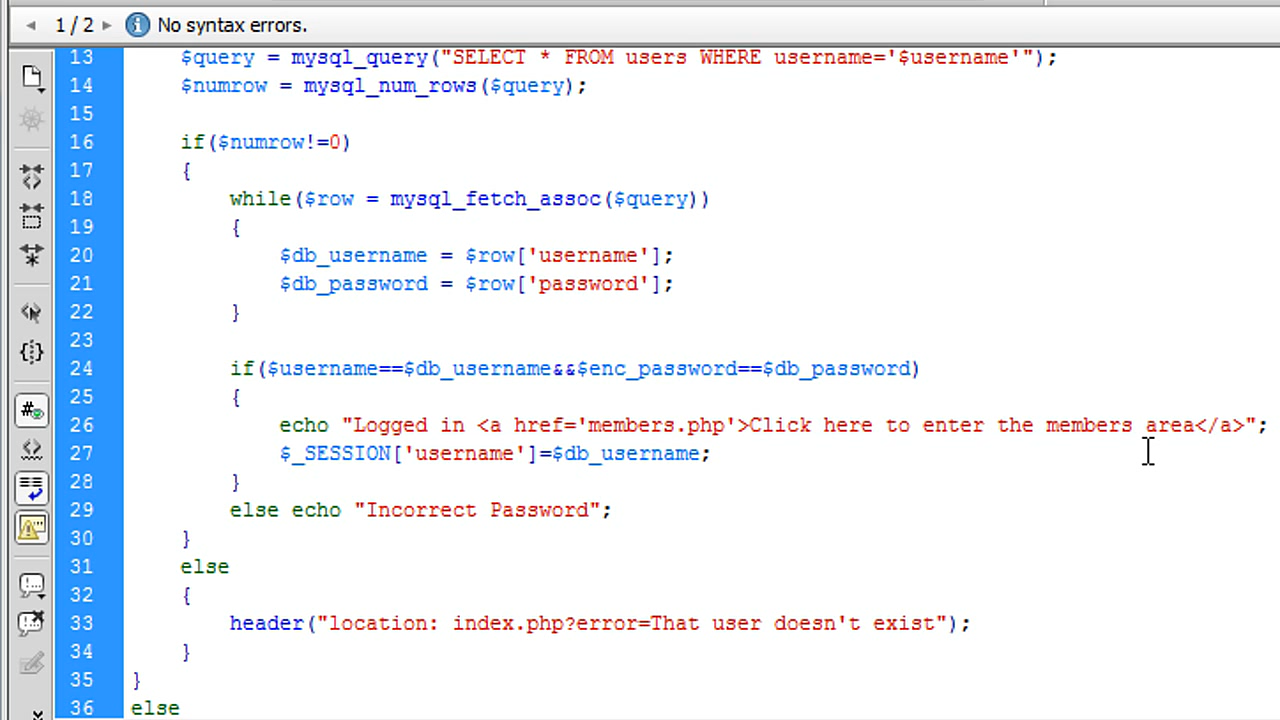 1 / 2 No syntax errors.
13 $query = mysql_query("SELECT * FROM users WHERE username='$username'");
14 $numrow = mysql_num_rows($query);
15
16 if($numrow!=0)
17 {
18 while($row = mysql_fetch_assoc($query))
19 {
20 $db_username = $row['username'];
21 $db_password = $row['password'];
22 }
23
24 if($username==$db_username&&$enc_password==$db_password)
25 {
26 echo "Logged in <a href='members.php'>Click here to enter the members area</a>";
27 $_SESSION['username']=$db_username;
28 }
29 else echo "Incorrect Password";
30 }
31 else
32 {
33 header("location: index.php?error=That user doesn't exist");
34 }
35 }
36 else